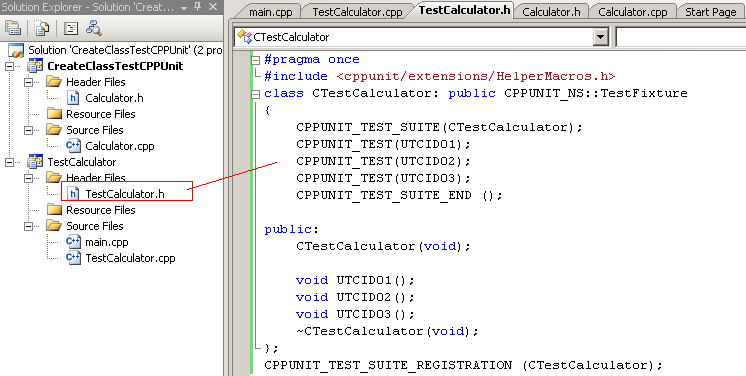 Solution Explorer - Solution 'Creat...
Solution 'CreateClassTestCPPUnit' (2 pro
CreateClassTestCPPUnit
Header Files
Calculator.h
Resource Files
Source Files
Calculator.cpp
TestCalculator
Header Files
TestCalculator.h
Resource Files
Source Files
main.cpp
TestCalculator.cpp
main.cpp TestCalculator.cpp TestCalculator.h Calculator.h Calculator.cpp Start Page
CTestCalculator
#pragma once
#include <cppunit/extensions/HelperMacros.h>
class CTestCalculator: public CPPUNIT_NS::TestFixture
{
CPPUNIT_TEST_SUITE(CTestCalculator);
CPPUNIT_TEST(UTCID01);
CPPUNIT_TEST(UTCID02);
CPPUNIT_TEST(UTCID03);
CPPUNIT_TEST_SUITE_END ();
public:
CTestCalculator(void);
void UTCID01();
void UTCID02();
void UTCID03();
~CTestCalculator(void);
};
CPPUNIT_TEST_SUITE_REGISTRATION (CTestCalculator);